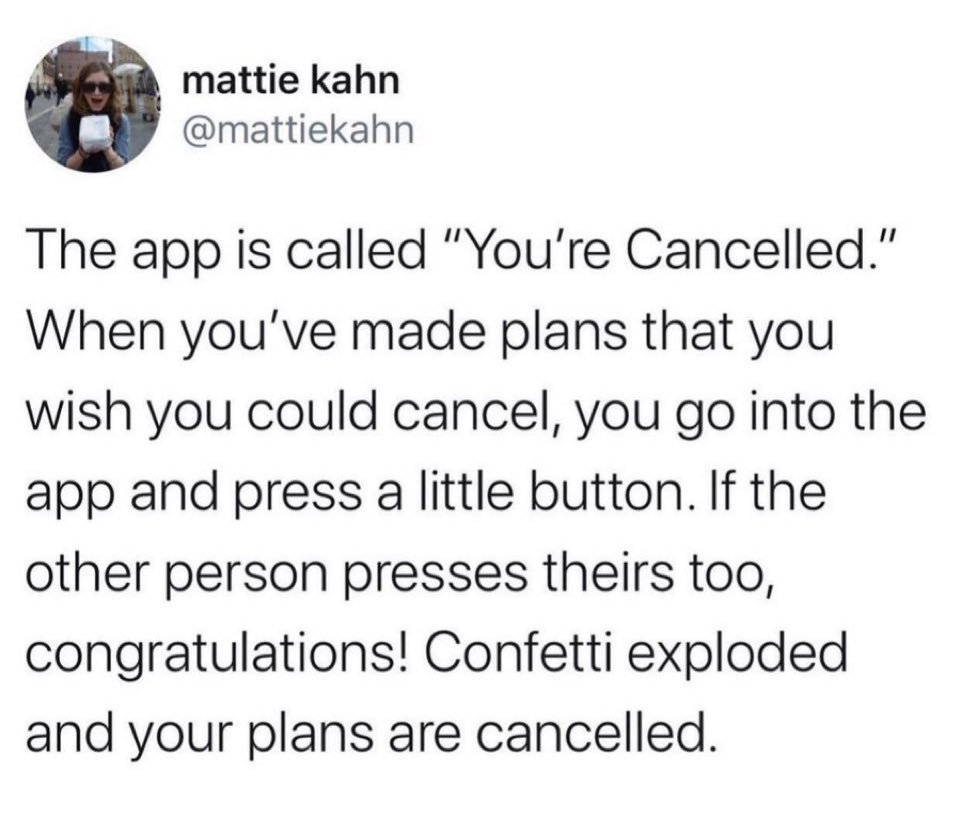 mattie kahn
@mattiekahn
The app is called "You're Cancelled."
When you've made plans that you
wish you could cancel, you go into the
app and press a little button. If the
other person presses theirs too,
congratulations! Confetti exploded
and your plans are cancelled.